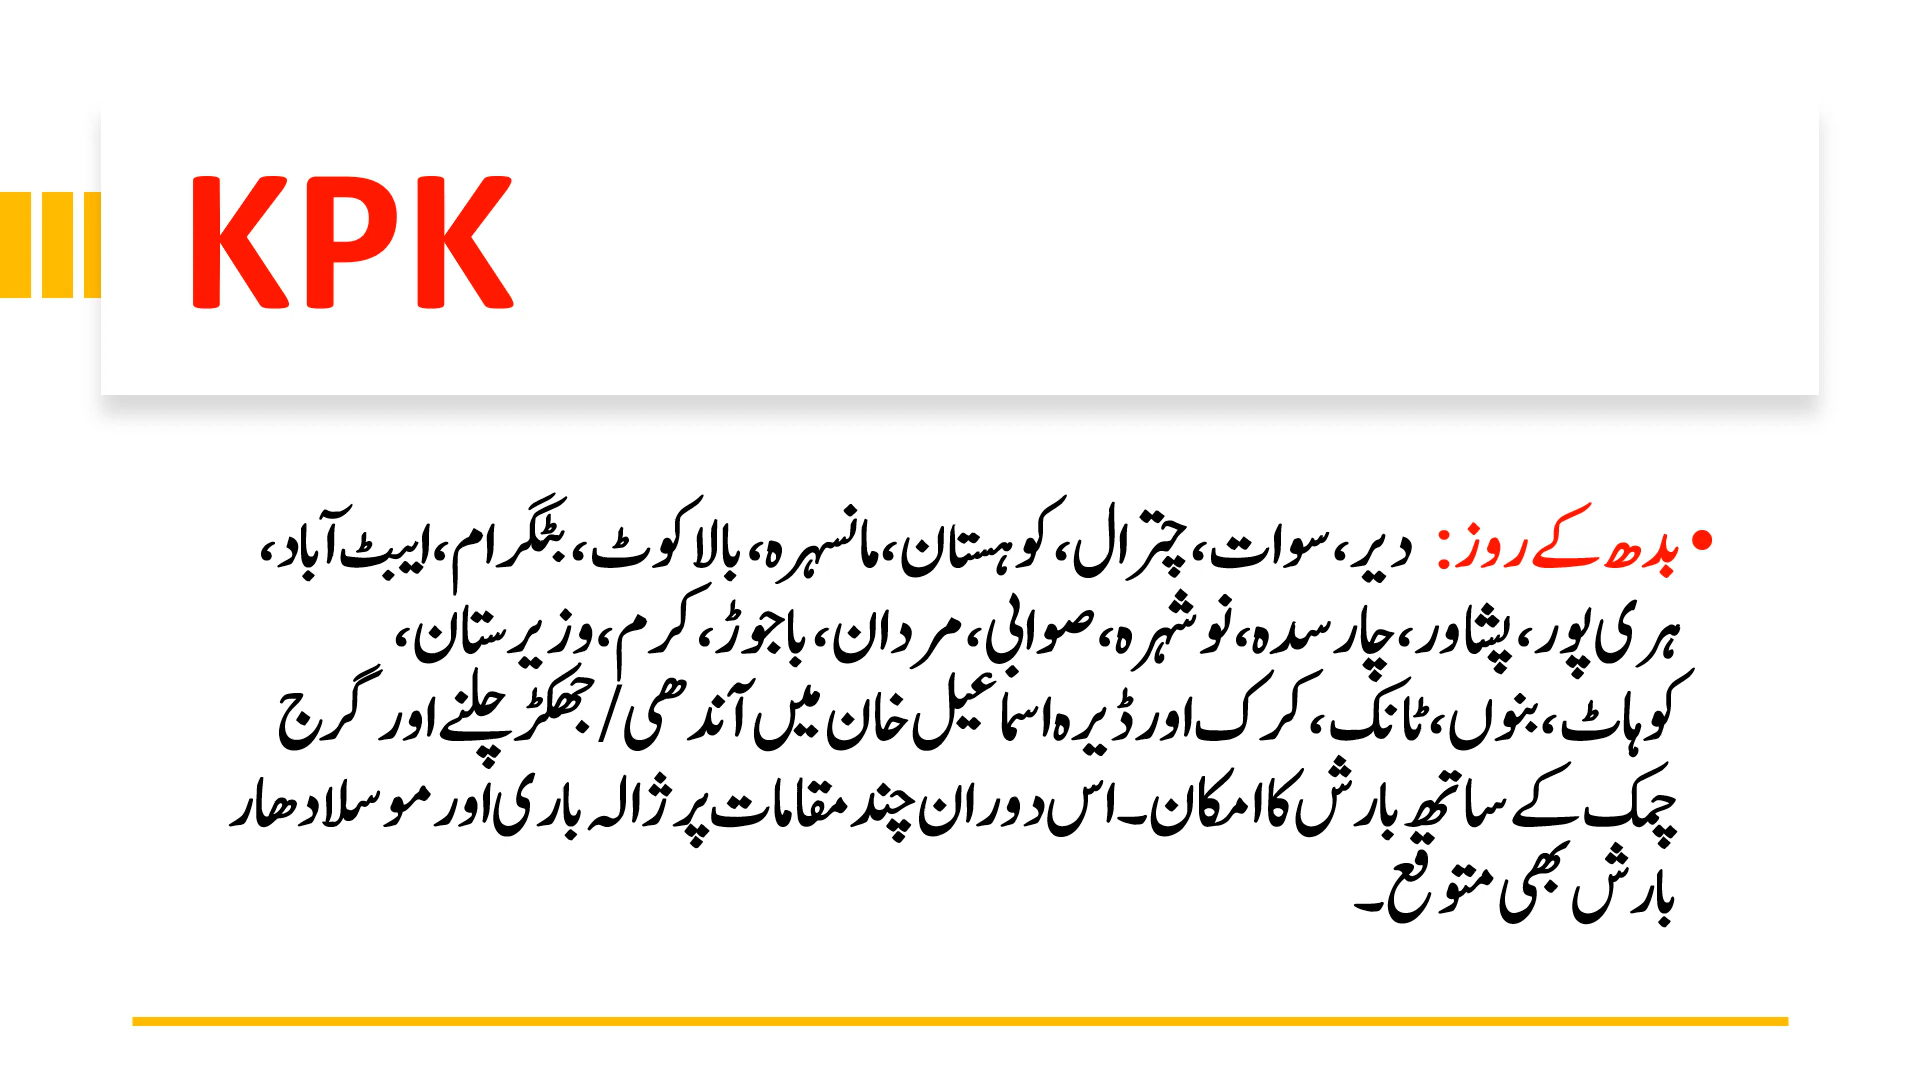 KPK
• بدھ کے روز: دیر، سوات، چترال، کوہستان، مانسہرہ، بالاکوٹ، بٹگرام، ایبٹ آباد،
ہری پور، پشاور، چارسدہ، نوشہرہ، صوابی، مردان، باجوڑ، کرم، وزیرستان،
کوہاٹ، بنوں، ٹانک، کرک اور ڈیرہ اسماعیل خان میں آندھی/جھکڑ چلنے اور گرج
چمک کے ساتھ بارش کا امکان۔ اس دوران چند مقامات پر ژالہ باری اور موسلادھار
بارش بھی متوقع۔